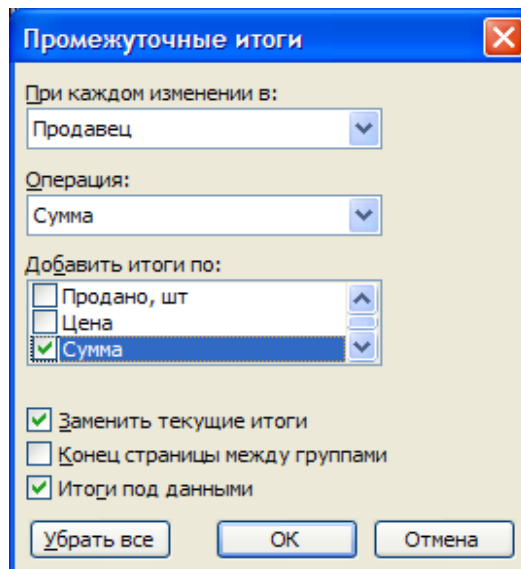 Промежуточные итоги
При каждом изменении в:
Продавец
Операция:
Сумма
Добавить итоги по:
Продано, шт
Цена
Сумма
Заменить текущие итоги
Конец страницы между группами
Итоги под данными
Убрать все ОК Отмена